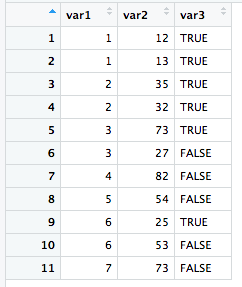 var1 var2 var3
1 1 12 TRUE
2 1 13 TRUE
3 2 35 TRUE
4 2 32 TRUE
5 3 73 TRUE
6 3 27 FALSE
7 4 82 FALSE
8 5 54 FALSE
9 6 25 TRUE
10 6 53 FALSE
11 7 73 FALSE